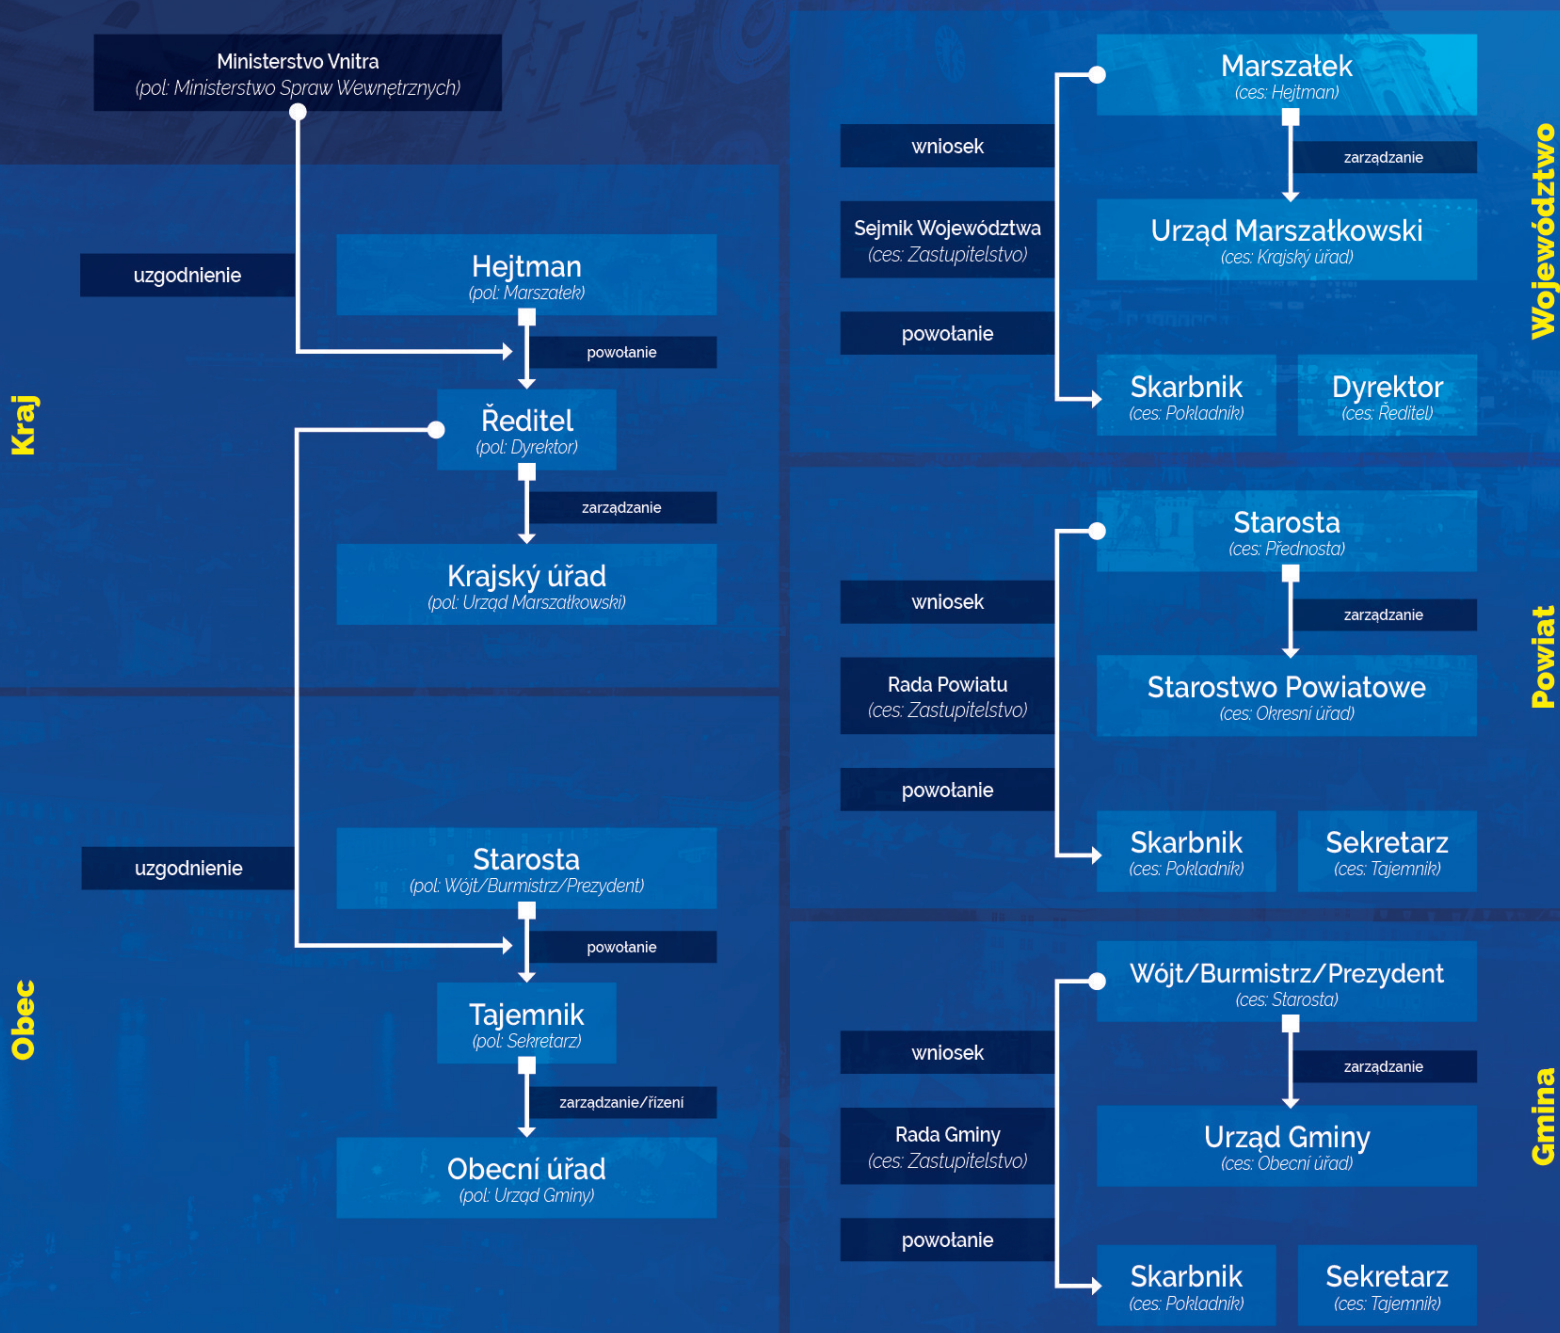 Ministerstvo Vnitra
(pol: Ministerstwo Spraw Wewnętrznych)
uzgodnienie
Hejtman
(pol: Marszałek)
powołanie
Kraj
Ředitel
(pol: Dyrektor)
zarządzanie
Krajský úřad
(pol: Urząd Marszałkowski)
uzgodnienie
Starosta
(pol: Wójt/Burmistrz/Prezydent)
powołanie
Obec
Tajemnik
(pol: Sekretarz)
zarządzanie/řízení
Obecní úřad
(pol: Urząd Gminy)
Marszałek
(ces: Hejtman)
wniosek
zarządzanie
Województwo
Sejmik Województwa
(ces: Zastupitelstvo)
Urząd Marszałkowski
(ces: Krajský úřad)
powołanie
Skarbnik
(ces: Pokladník)
Dyrektor
(ces: Ředitel)
Starosta
(ces: Přednosta)
wniosek
zarządzanie
Powiat
Rada Powiatu
(ces: Zastupitelstvo)
Starostwo Powiatowe
(ces: Okresní úřad)
powołanie
Skarbnik
(ces: Pokladník)
Sekretarz
(ces: Tajemník)
Wójt/Burmistrz/Prezydent
(ces: Starosta)
wniosek
zarządzanie
Gmina
Rada Gminy
(ces: Zastupitelstvo)
Urząd Gminy
(ces: Obecní úřad)
powołanie
Skarbnik
(ces: Pokladník)
Sekretarz
(ces: Tajemník)